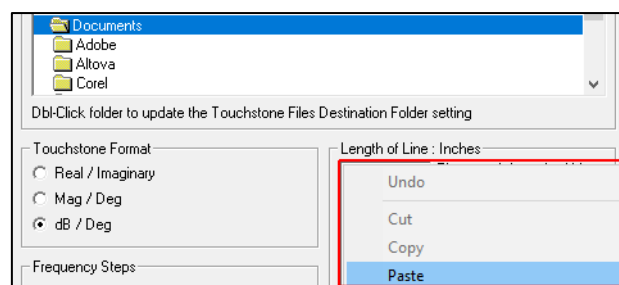 Documents
Adobe
Altova
Corel
Dbl-Click folder to update the Touchstone Files Destination Folder setting
Touchstone Format
Real / Imaginary
Mag / Deg
dB / Deg
Frequency Steps
Length of Line : Inches
Undo
Cut
Copy
Paste